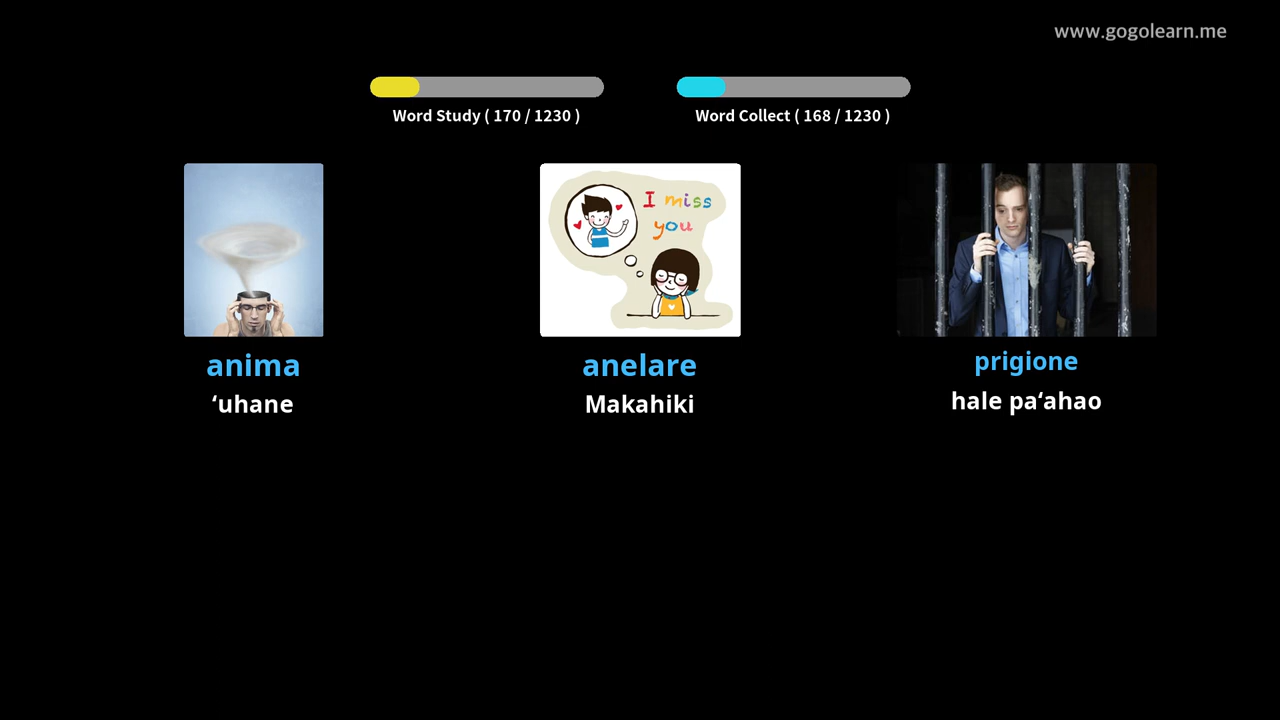 www.gogolearn.me
Word Study ( 170 / 1230 )
Word Collect ( 168 / 1230 )
I miss
you
anima
anelare
prigione
ʻuhane
Makahiki
hale paʻahao